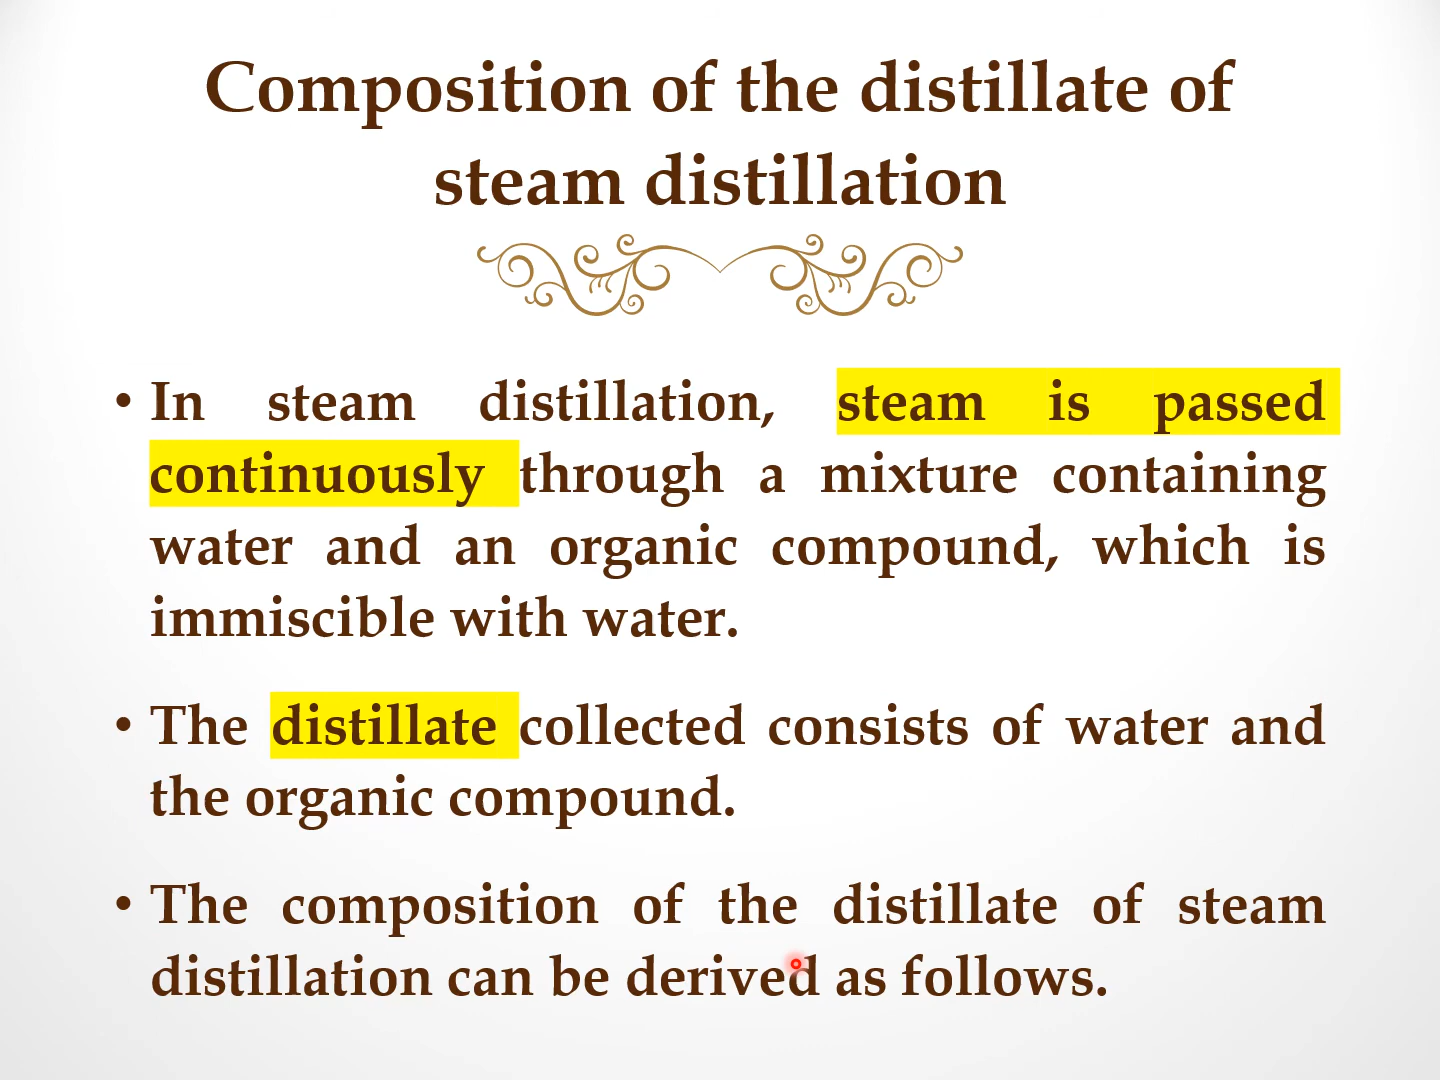 Composition of the distillate of
steam distillation
• In steam distillation, steam is passed
continuously through a mixture containing
water and an organic compound, which is
immiscible with water.
• The distillate collected consists of water and
the organic compound.
• The composition of the distillate of steam
distillation can be derived as follows.